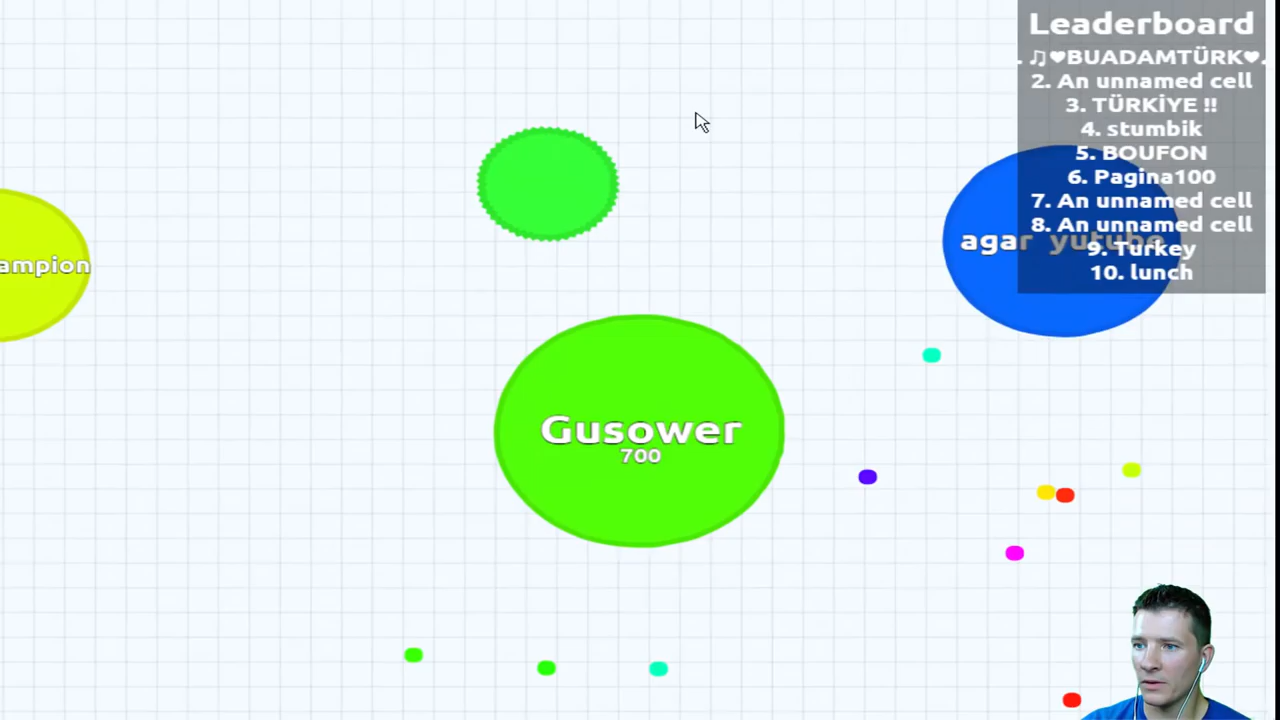 Leaderboard
. ♫❤BUADAMTÜRK❤.
2. An unnamed cell
3. TÜRKİYE !!
4. stumbik
5. BOUFON
6. Pagina100
7. An unnamed cell
8. An unnamed cell
9. Turkey
10. lunch
agar yutube
ampion
Gusower
700